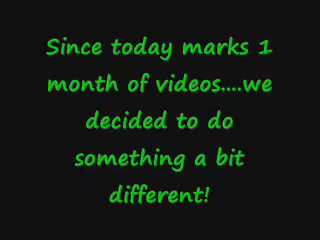 Since today marks 1
month of videos....we
decided to do
something a bit
different!